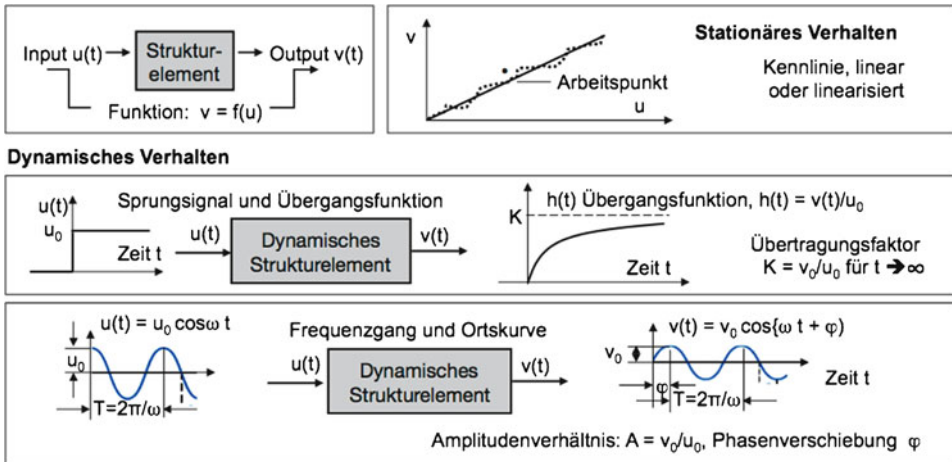 Input u(t)
Struktur-
element
Output v(t)
Funktion: v = f(u)
v
Arbeitspunkt
u
Stationäres Verhalten
Kennlinie, linear
oder linearisiert
Dynamisches Verhalten
Sprungsignal und Übergangsfunktion
u(t)
u₀
Zeit t
u(t)
Dynamisches
Strukturelement
v(t)
h(t) Übergangsfunktion, h(t) = v(t)/u₀
K
Zeit t
Übertragungsfaktor
K = v₀/u₀ für t ➔ ∞
u(t) = u₀ cosω t
u₀
T=2π/ω
Frequenzgang und Ortskurve
u(t)
Dynamisches
Strukturelement
v(t)
v(t) = v₀ cos{ω t + φ)
v₀
Zeit t
φ
T=2π/ω
Amplitudenverhältnis: A = v₀/u₀, Phasenverschiebung φ